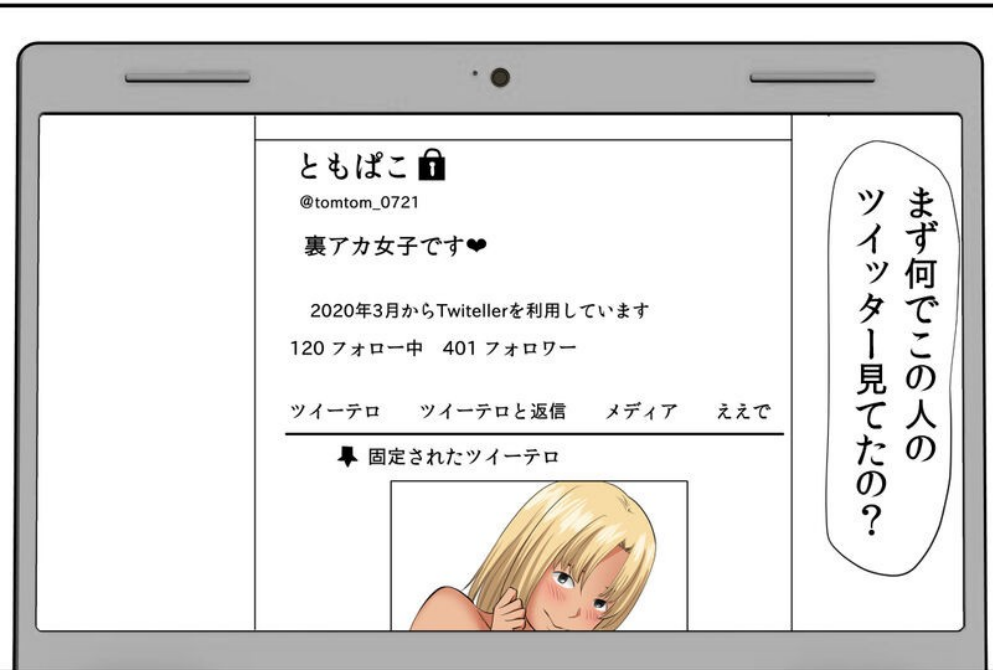 まず何でこの人の
ツイッター見てたの?
ともぱこ
@tomtom_0721
裏アカ女子です❤
2020年3月からTwitellerを利用しています
120 フォロー中 401 フォロワー
ツイーテロ ツイーテロと返信 メディア ええで
固定されたツイーテロ